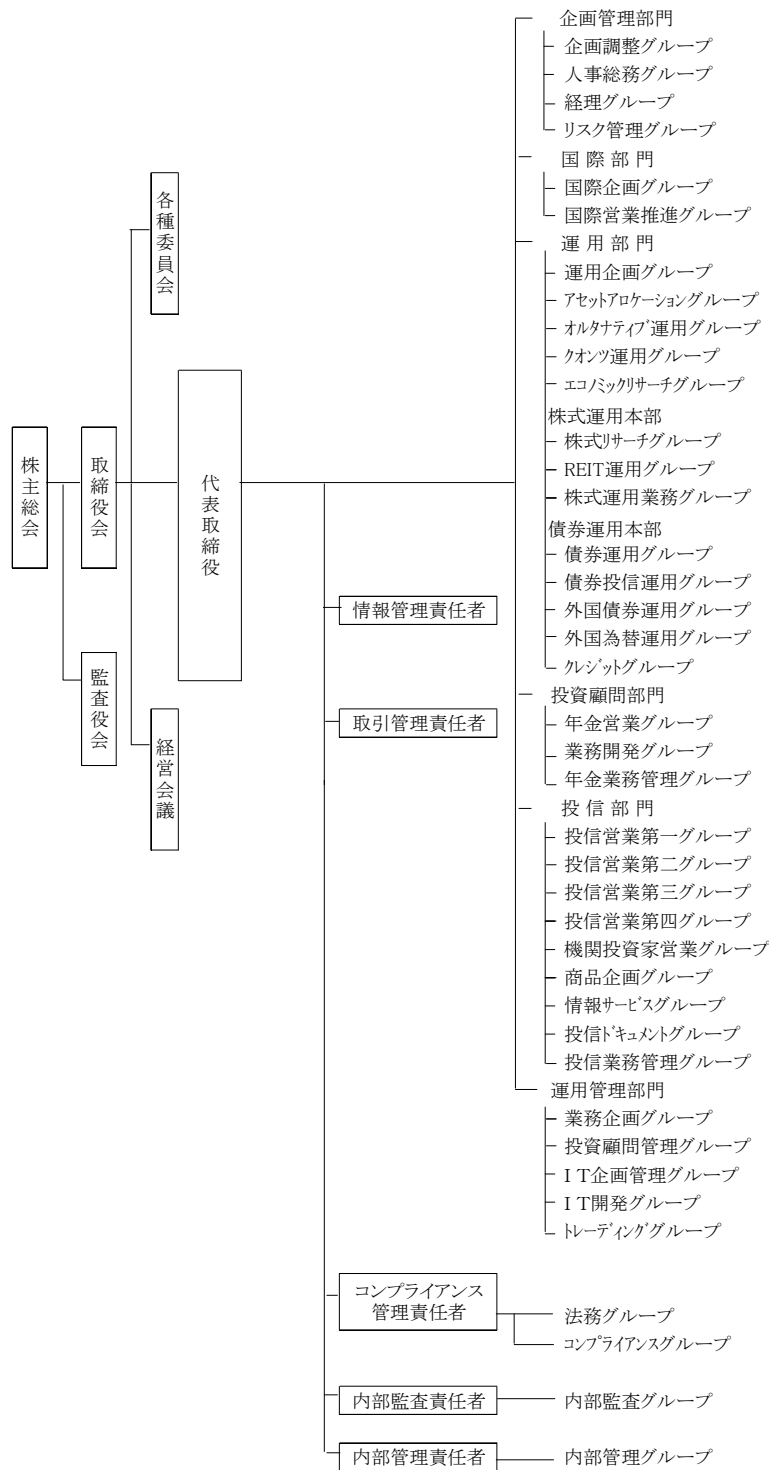 株主総会
取締役会
監査役会
各種委員会
経営会議
代表取締役
企画管理部門
企画調整グループ
人事総務グループ
経理グループ
リスク管理グループ
国際部門
国際企画グループ
国際営業推進グループ
運用部門
運用企画グループ
アセットアロケーショングループ
オルタナティブ運用グループ
クオンツ運用グループ
エコノミックリサーチグループ
株式運用本部
株式リサーチグループ
REIT運用グループ
株式運用業務グループ
債券運用本部
債券運用グループ
債券投信運用グループ
外国債券運用グループ
外国為替運用グループ
クレジットグループ
情報管理責任者
取引管理責任者
投資顧問部門
年金営業グループ
業務開発グループ
年金業務管理グループ
投信部門
投信営業第一グループ
投信営業第二グループ
投信営業第三グループ
投信営業第四グループ
機関投資家営業グループ
商品企画グループ
情報サービスグループ
投信ドキュメントグループ
投信業務管理グループ
運用管理部門
業務企画グループ
投資顧問管理グループ
IT企画管理グループ
IT開発グループ
トレーディンググループ
コンプライアンス
管理責任者
法務グループ
コンプライアンスグループ
内部監査責任者
内部監査グループ
内部管理責任者
内部管理グループ